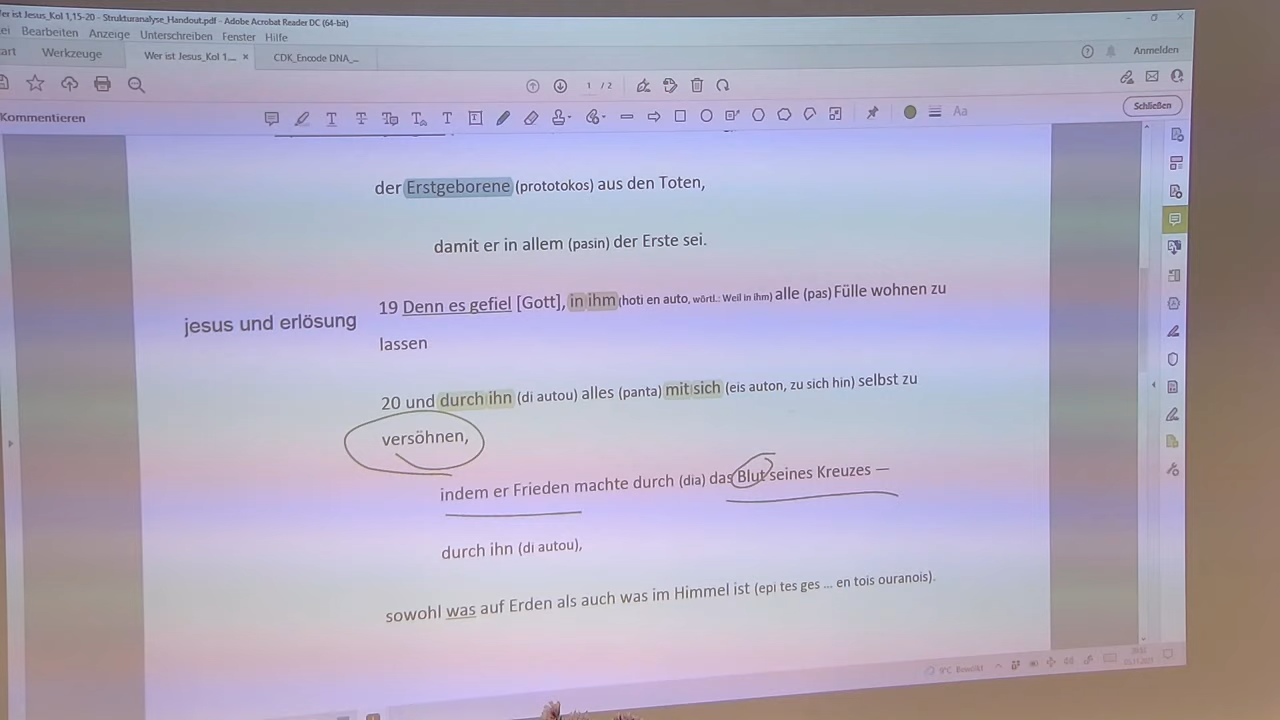 er ist Jesus_Kol 1,15-20 - Strukturanalyse_Handout.pdf - Adobe Acrobat Reader DC (64-bit)
ei Bearbeiten Anzeige Unterschreiben Fenster Hilfe
art Werkzeuge Wer ist Jesus_Kol 1,... × CDK_Encode DNA_... Anmelden
1 / 2
Kommentieren Aa Schließen
der Erstgeborene (prototokos) aus den Toten,
damit er in allem (pasin) der Erste sei.
19 Denn es gefiel [Gott], in ihm (hoti en auto, wörtl.: Weil in ihm) alle (pas) Fülle wohnen zu
jesus und erlösung
lassen
20 und durch ihn (di autou) alles (panta) mit sich (eis auton, zu sich hin) selbst zu
versöhnen,
indem er Frieden machte durch (dia) das Blut seines Kreuzes —
durch ihn (di autou),
sowohl was auf Erden als auch was im Himmel ist (epi tes ges ... en tois ouranois).
9°C Bewölkt